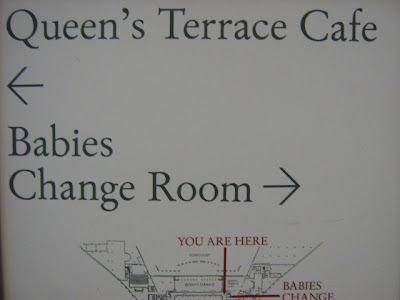 Queen's Terrace Cafe
←
Babies
Change Room →
YOU ARE HERE
BABIES
CHANGE